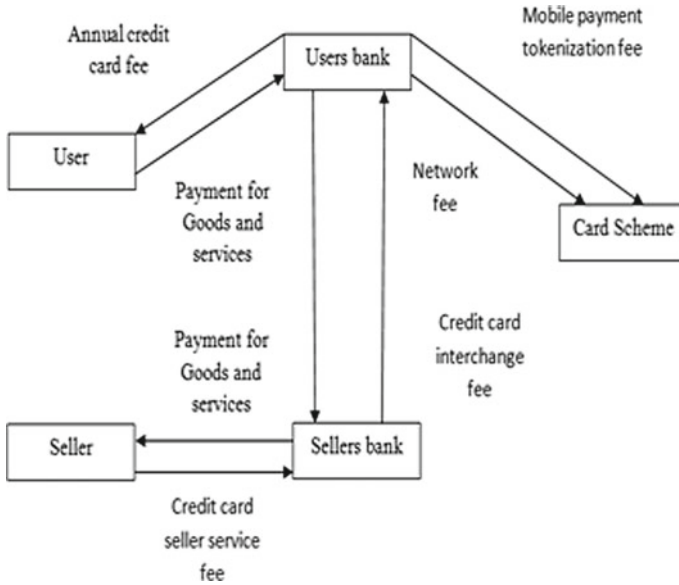 Mobile payment
tokenization fee
Annual credit
card fee
Users bank
User
Payment for
Goods and
services
Network
fee
Card Scheme
Payment for
Goods and
services
Credit card
interchange
fee
Seller
Sellers bank
Credit card
seller service
fee